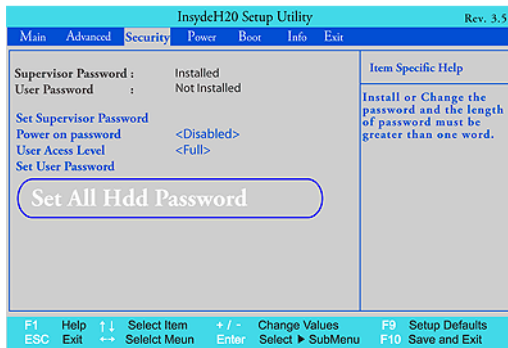 InsydeH20 Setup Utility Rev. 3.5
Main Advanced Security Power Boot Info Exit
Supervisor Password : Installed
User Password : Not Installed
Set Supervisor Password
Power on password <Disabled>
User Acess Level <Full>
Set User Password
Set All Hdd Password
Item Specific Help
Install or Change the
password and the length
of password must be
greater than one word.
F1 Help ↑↓ Select Item + / - Change Values F9 Setup Defaults
ESC Exit ↔ Selelct Meun Enter Select ▶ SubMenu F10 Save and Exit